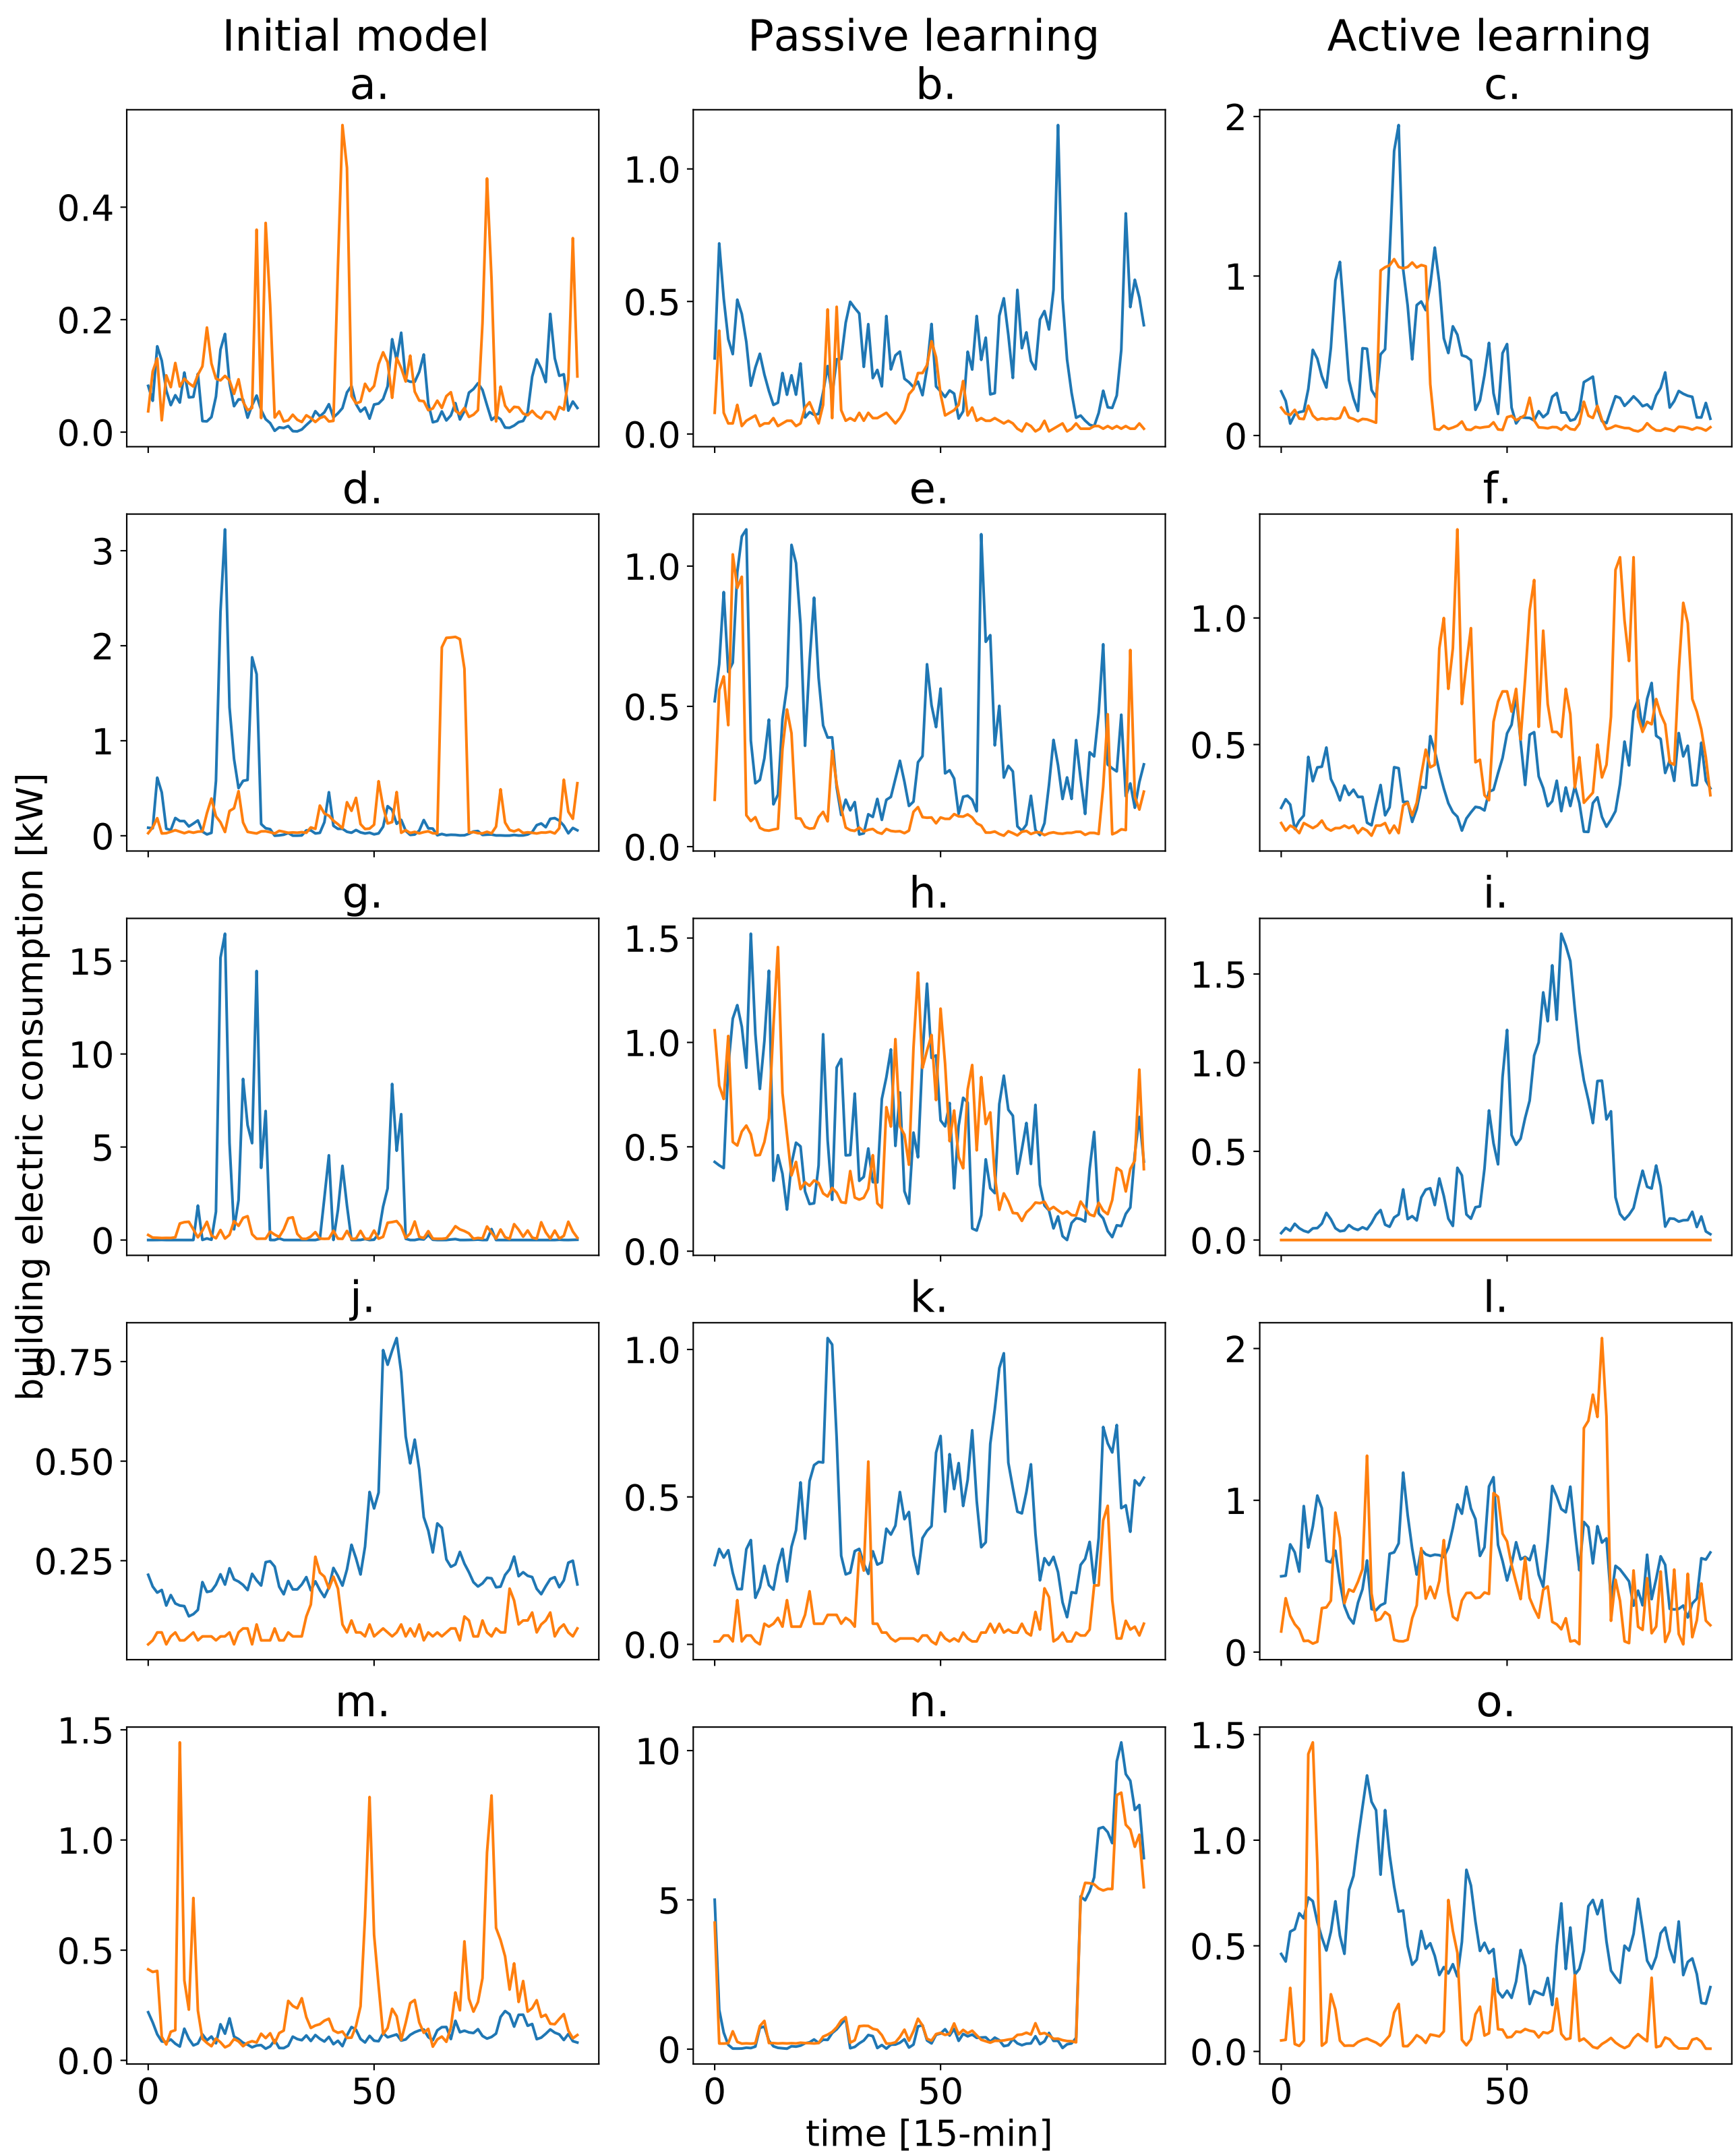 Initial model
Passive learning
Active learning
a.
b.
c.
0.4
0.2
0.0
1.0
0.5
0.0
2
1
0
d.
e.
f.
3
2
1
0
1.0
0.5
0.0
1.0
0.5
g.
h.
i.
15
10
5
0
1.5
1.0
0.5
0.0
1.5
1.0
0.5
0.0
j.
k.
l.
0.75
0.50
0.25
1.0
0.5
0.0
2
1
0
m.
n.
o.
1.5
1.0
0.5
0.0
10
5
0
1.5
1.0
0.5
0.0
0 50
0 50
0 50
time [15-min]
building electric consumption [kW]